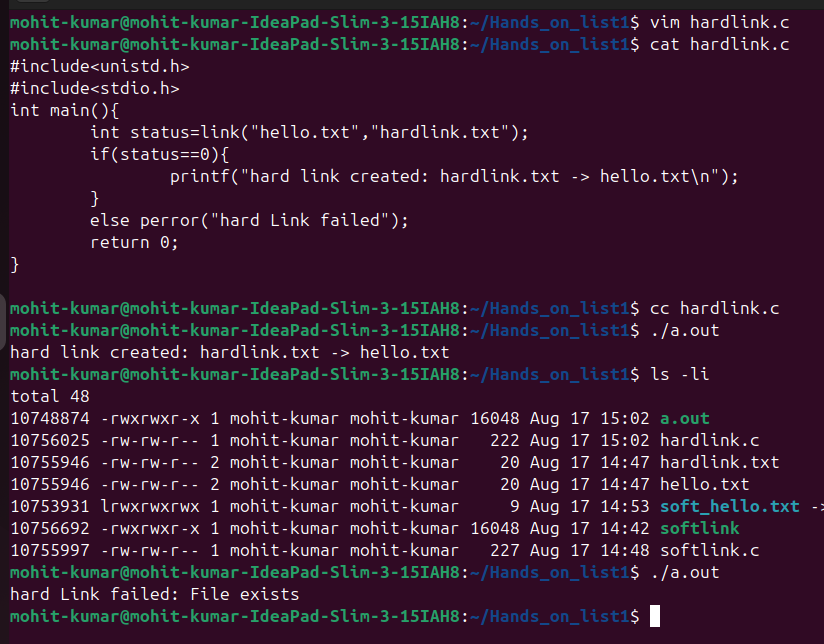 mohit-kumar@mohit-kumar-IdeaPad-Slim-3-15IAH8:~/Hands_on_list1$ vim hardlink.c
mohit-kumar@mohit-kumar-IdeaPad-Slim-3-15IAH8:~/Hands_on_list1$ cat hardlink.c
#include<unistd.h>
#include<stdio.h>
int main(){
        int status=link("hello.txt","hardlink.txt");
        if(status==0){
                printf("hard link created: hardlink.txt -> hello.txt\n");
        }
        else perror("hard Link failed");
        return 0;
}

mohit-kumar@mohit-kumar-IdeaPad-Slim-3-15IAH8:~/Hands_on_list1$ cc hardlink.c
mohit-kumar@mohit-kumar-IdeaPad-Slim-3-15IAH8:~/Hands_on_list1$ ./a.out
hard link created: hardlink.txt -> hello.txt
mohit-kumar@mohit-kumar-IdeaPad-Slim-3-15IAH8:~/Hands_on_list1$ ls -li
total 48
10748874 -rwxrwxr-x 1 mohit-kumar mohit-kumar 16048 Aug 17 15:02 a.out
10756025 -rw-rw-r-- 1 mohit-kumar mohit-kumar   222 Aug 17 15:02 hardlink.c
10755946 -rw-rw-r-- 2 mohit-kumar mohit-kumar    20 Aug 17 14:47 hardlink.txt
10755946 -rw-rw-r-- 2 mohit-kumar mohit-kumar    20 Aug 17 14:47 hello.txt
10753931 lrwxrwxrwx 1 mohit-kumar mohit-kumar     9 Aug 17 14:53 soft_hello.txt ->
10756692 -rwxrwxr-x 1 mohit-kumar mohit-kumar 16048 Aug 17 14:42 softlink
10755997 -rw-rw-r-- 1 mohit-kumar mohit-kumar   227 Aug 17 14:48 softlink.c
mohit-kumar@mohit-kumar-IdeaPad-Slim-3-15IAH8:~/Hands_on_list1$ ./a.out
hard Link failed: File exists
mohit-kumar@mohit-kumar-IdeaPad-Slim-3-15IAH8:~/Hands_on_list1$